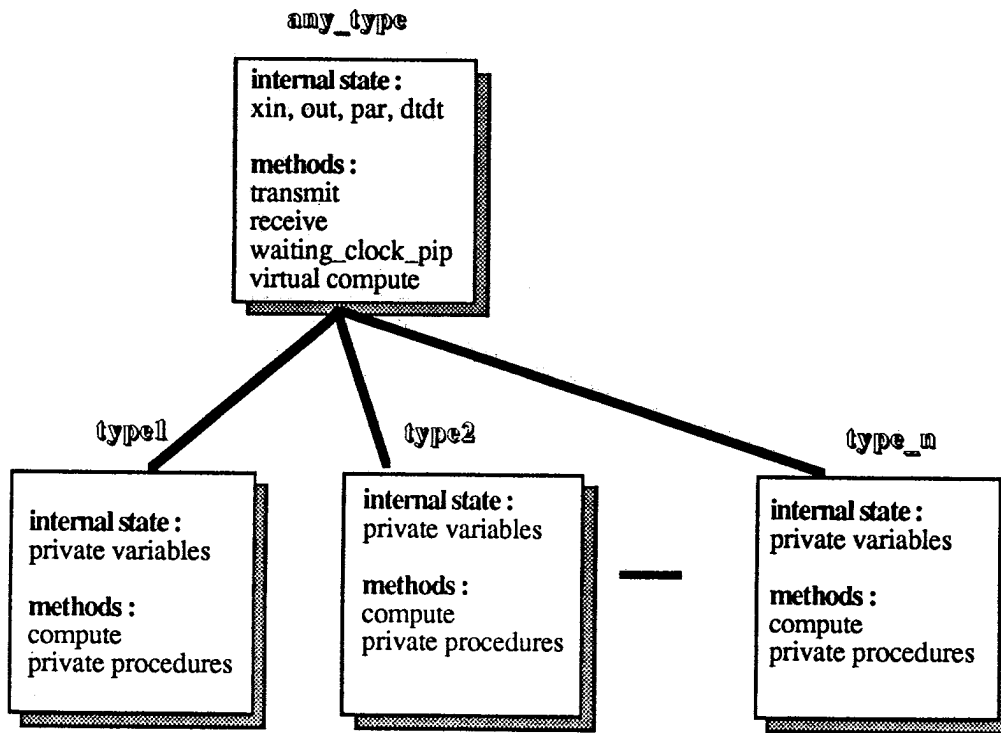 any_type
internal state :
xin, out, par, dtdt
methods :
transmit
receive
waiting_clock_pip
virtual compute
type1
internal state :
private variables
methods :
compute
private procedures
type2
internal state :
private variables
methods :
compute
private procedures
type_n
internal state :
private variables
methods :
compute
private procedures